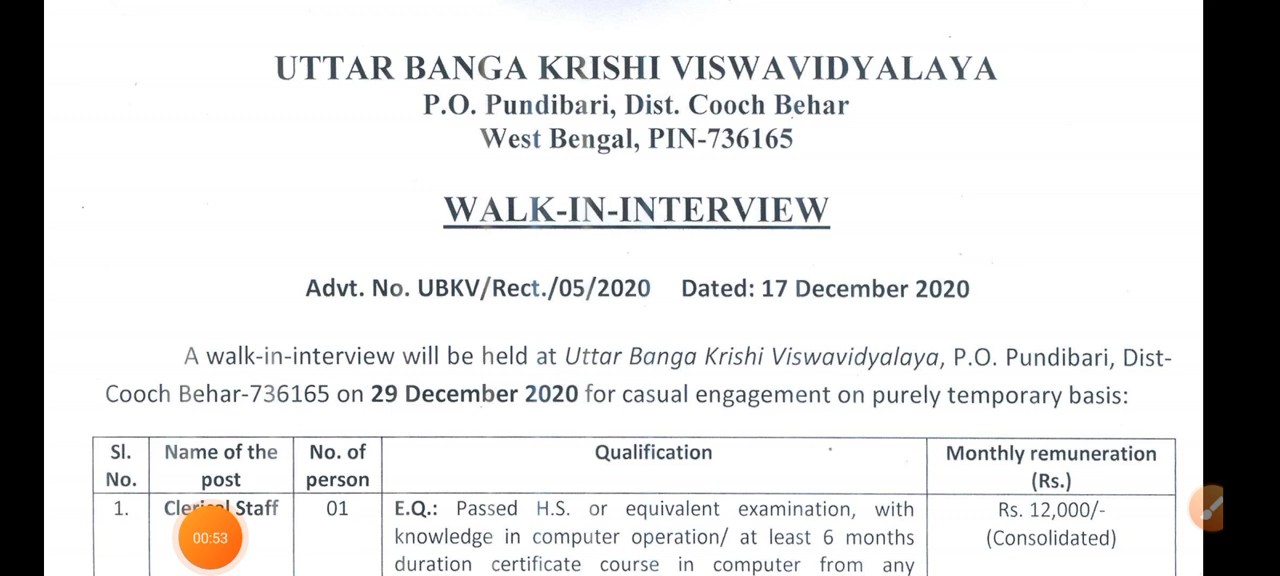 UTTAR BANGA KRISHI VISWAVIDYALAYA
P.O. Pundibari, Dist. Cooch Behar
West Bengal, PIN-736165
WALK-IN-INTERVIEW
Advt. No. UBKV/Rect./05/2020 Dated: 17 December 2020
A walk-in-interview will be held at Uttar Banga Krishi Viswavidyalaya, P.O. Pundibari, Dist-
Cooch Behar-736165 on 29 December 2020 for casual engagement on purely temporary basis:
Sl. No.
Name of the post
No. of person
Qualification
Monthly remuneration (Rs.)
1.
Clerical Staff
01
E.Q.: Passed H.S. or equivalent examination, with
knowledge in computer operation/ at least 6 months
duration certificate course in computer from any
Rs. 12,000/-
(Consolidated)
00:53